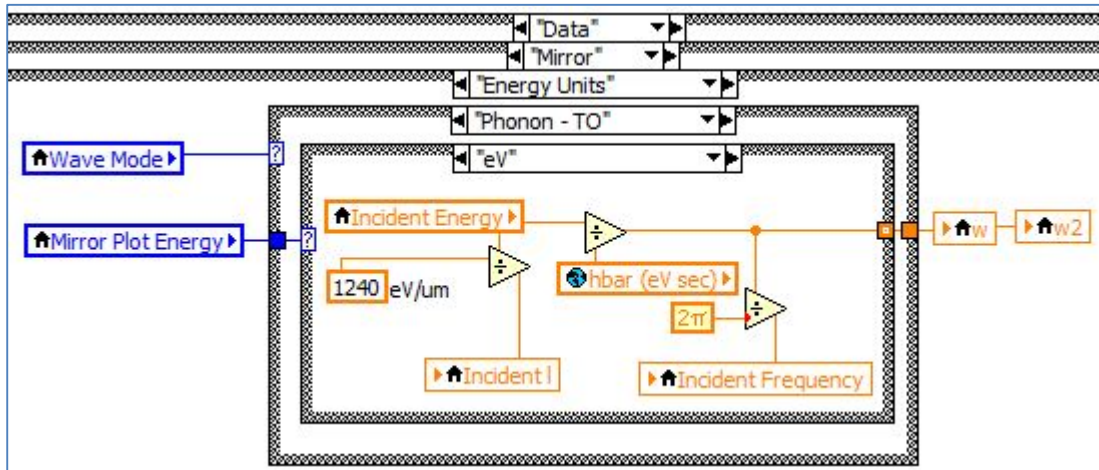 "Data"
"Mirror"
"Energy Units"
"Phonon - TO"
"eV"
Wave Mode
?
Incident Energy
Mirror Plot Energy
?
÷
÷
w
w2
1240 eV/um
hbar (eV sec)
2π
÷
Incident l
Incident Frequency